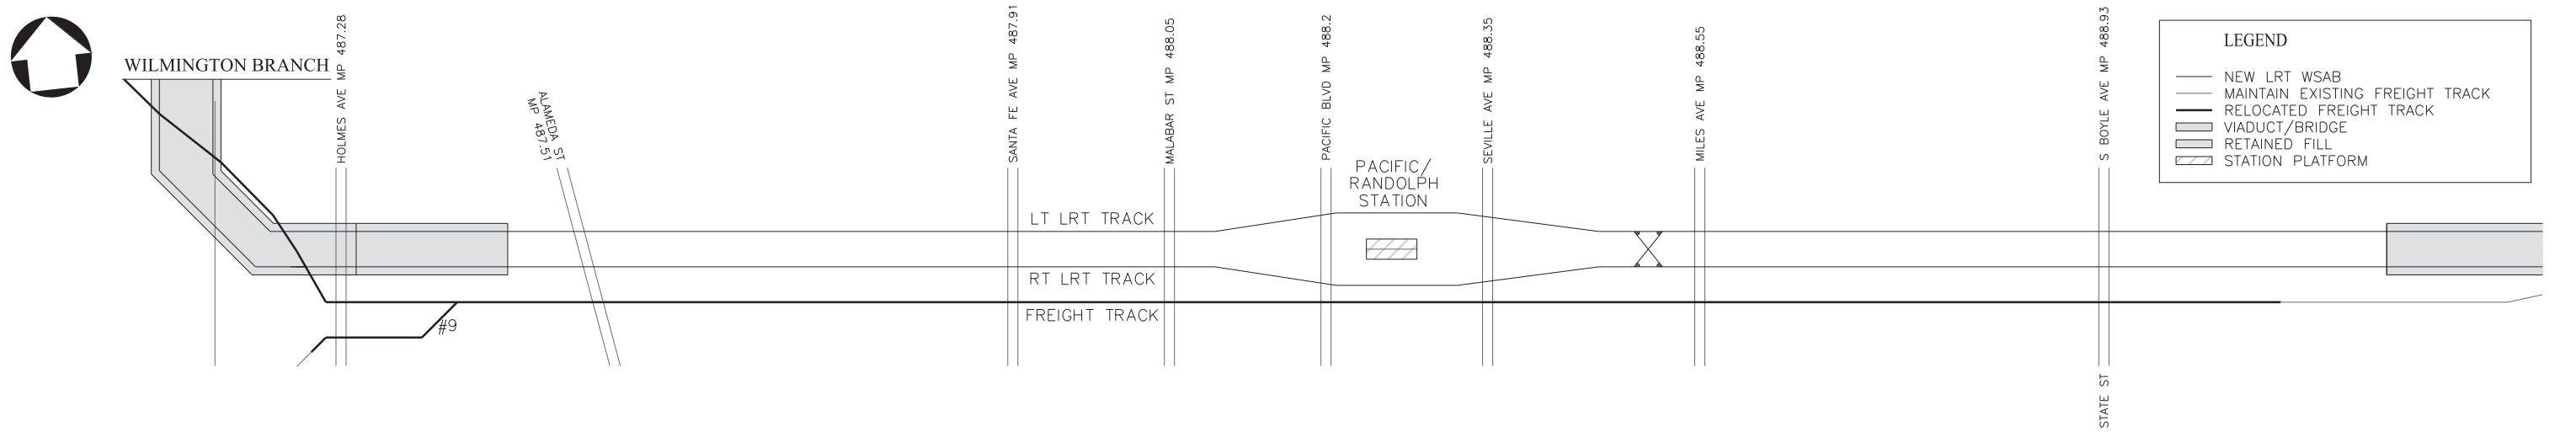 WILMINGTON BRANCH
HOLMES AVE MP 487.28
ALAMEDA ST
MP 487.51
SANTA FE AVE MP 487.91
MALABAR ST MP 488.05
PACIFIC BLVD MP 488.2
SEVILLE AVE MP 488.35
MILES AVE MP 488.55
S BOYLE AVE MP 488.93
STATE ST
PACIFIC/
RANDOLPH
STATION
LT LRT TRACK
RT LRT TRACK
FREIGHT TRACK
#9
LEGEND
NEW LRT WSAB
MAINTAIN EXISTING FREIGHT TRACK
RELOCATED FREIGHT TRACK
VIADUCT/BRIDGE
RETAINED FILL
STATION PLATFORM